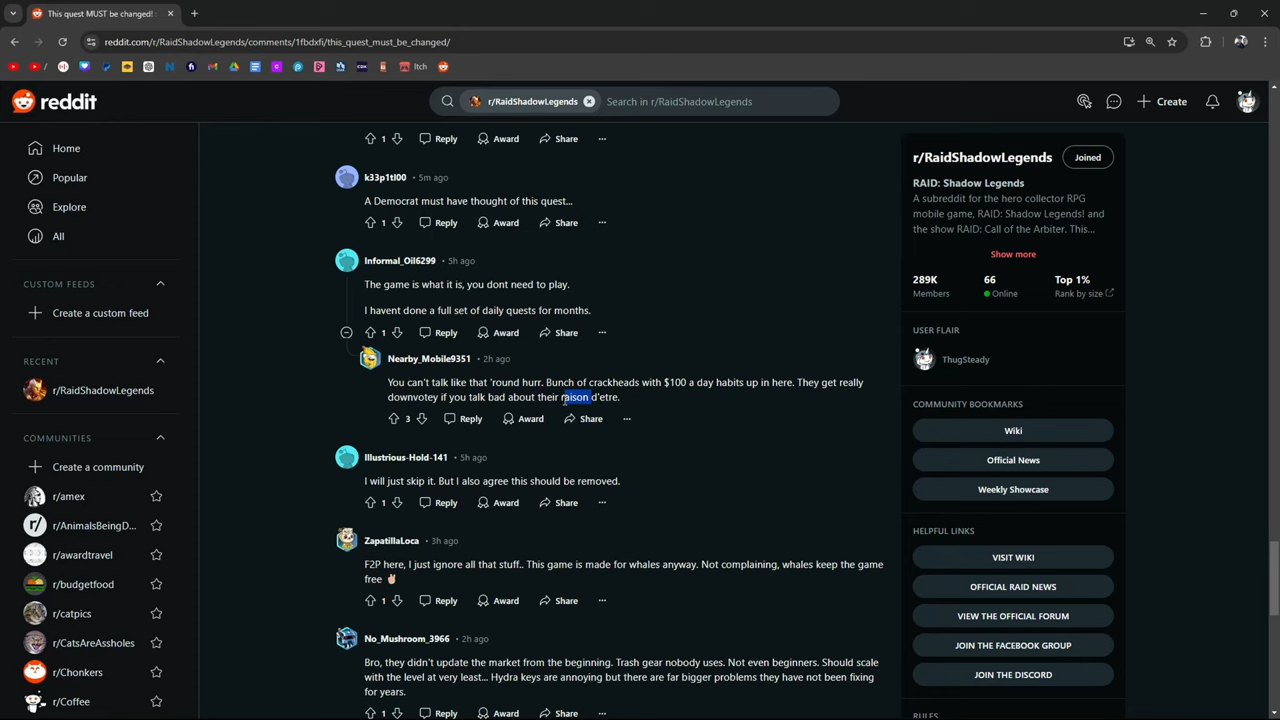 This quest MUST be changed! :
reddit.com/r/RaidShadowLegends/comments/1fbdxfi/this_quest_must_be_changed/
Itch
reddit
r/RaidShadowLegends
Search in r/RaidShadowLegends
Create
Home
Popular
Explore
All
CUSTOM FEEDS
Create a custom feed
RECENT
r/RaidShadowLegends
COMMUNITIES
Create a community
r/amex
r/AnimalsBeingD...
r/awardtravel
r/budgetfood
r/catpics
r/CatsAreAssholes
r/Chonkers
r/Coffee
1 Reply Award Share
k33p1tl00 • 5m ago
A Democrat must have thought of this quest...
1 Reply Award Share
Informal_Oil6299 • 5h ago
The game is what it is, you dont need to play.
I havent done a full set of daily quests for months.
1 Reply Award Share
Nearby_Mobile9351 • 2h ago
You can't talk like that 'round hurr. Bunch of crackheads with $100 a day habits up in here. They get really
downvotey if you talk bad about their raison d'etre.
3 Reply Award Share
Illustrious-Hold-141 • 5h ago
I will just skip it. But I also agree this should be removed.
1 Reply Award Share
ZapatillaLoca • 3h ago
F2P here, I just ignore all that stuff.. This game is made for whales anyway. Not complaining, whales keep the game
free ✌🏻
1 Reply Award Share
No_Mushroom_3966 • 2h ago
Bro, they didn't update the market from the beginning. Trash gear nobody uses. Not even beginners. Should scale
with the level at very least... Hydra keys are annoying but there are far bigger problems they have not been fixing
for years.
1 Reply Award Share
r/RaidShadowLegends
Joined
RAID: Shadow Legends
A subreddit for the hero collector RPG
mobile game, RAID: Shadow Legends! and
the show RAID: Call of the Arbiter. This...
Show more
289K 66 Top 1%
Members Online Rank by size
USER FLAIR
ThugSteady
COMMUNITY BOOKMARKS
Wiki
Official News
Weekly Showcase
HELPFUL LINKS
VISIT WIKI
OFFICIAL RAID NEWS
VIEW THE OFFICIAL FORUM
JOIN THE FACEBOOK GROUP
JOIN THE DISCORD
RULES